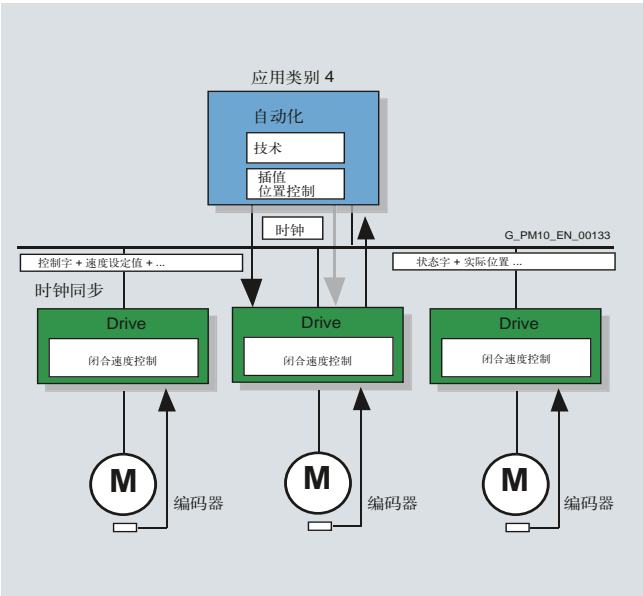 应用类别 4
自动化
技术
插值
位置控制
时钟
G_PM10_EN_00133
控制字 + 速度设定值 + ...
状态字 + 实际位置 ...
时钟同步
Drive
Drive
Drive
闭合速度控制
闭合速度控制
闭合速度控制
M
M
M
编码器
编码器
编码器